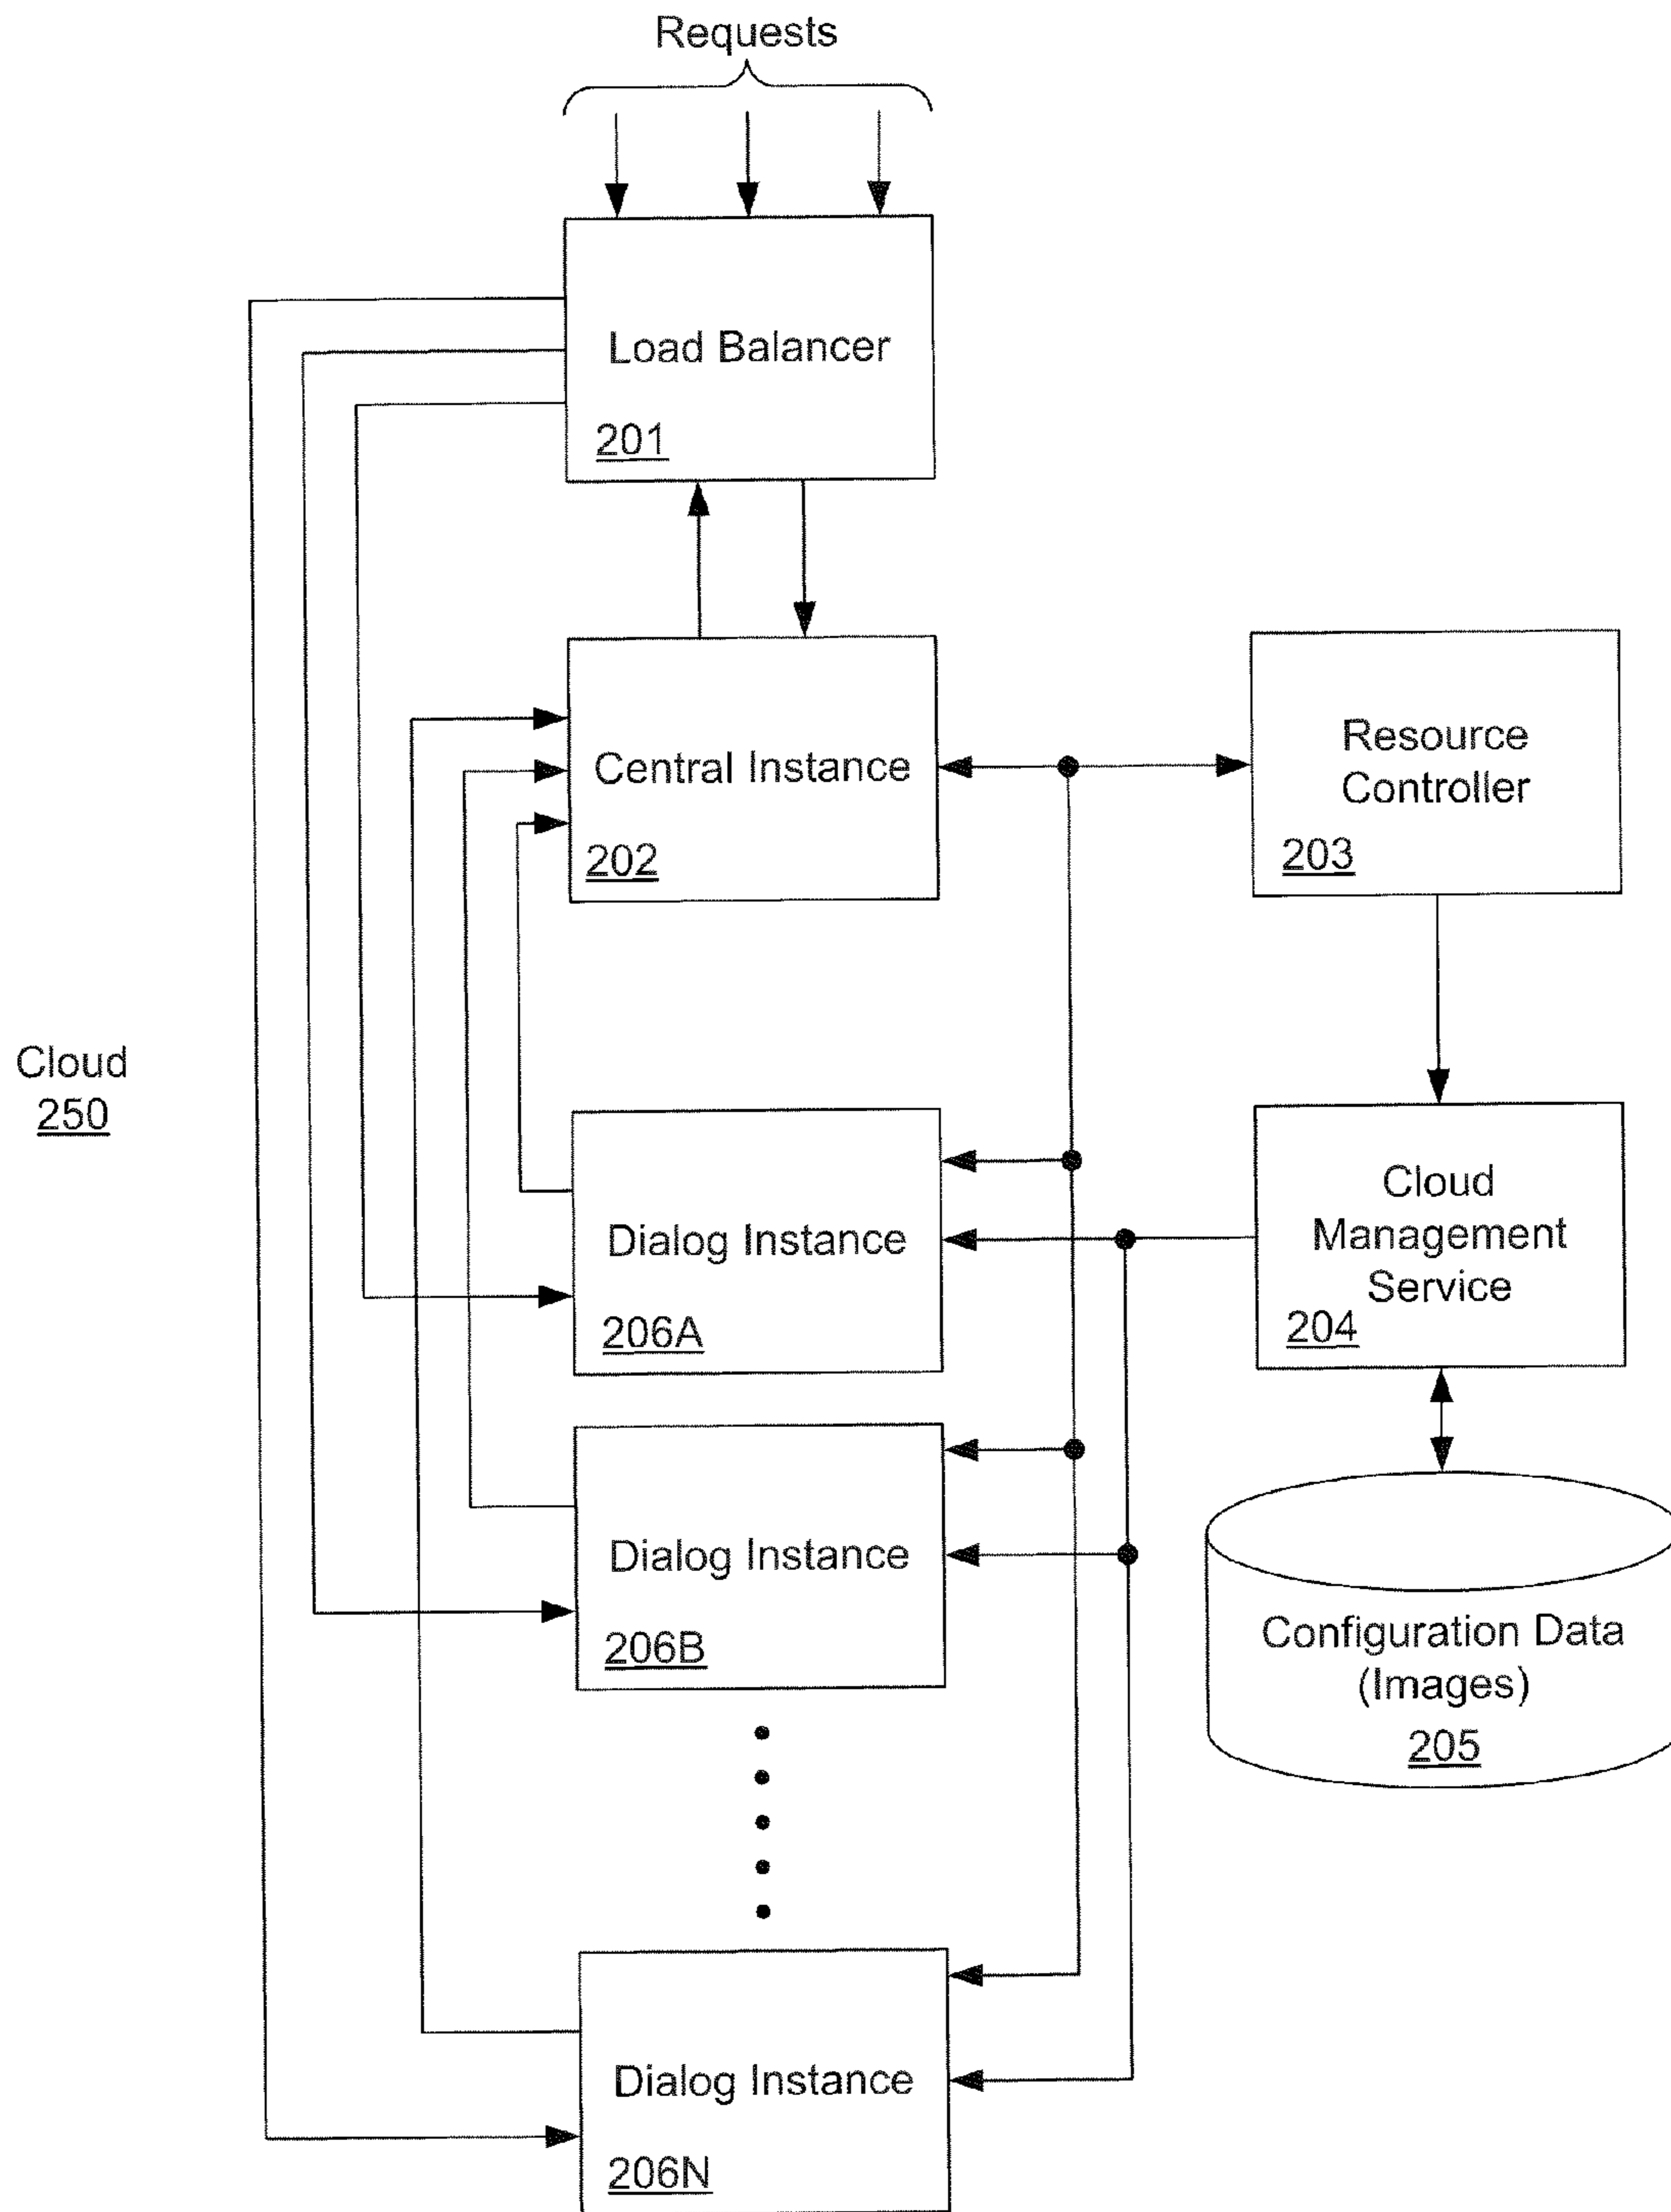 Requests
Load Balancer
201
Central Instance
202
Resource
Controller
203
Cloud
250
Dialog Instance
206A
Cloud
Management
Service
204
Dialog Instance
206B
Configuration Data
(Images)
205
Dialog Instance
206N